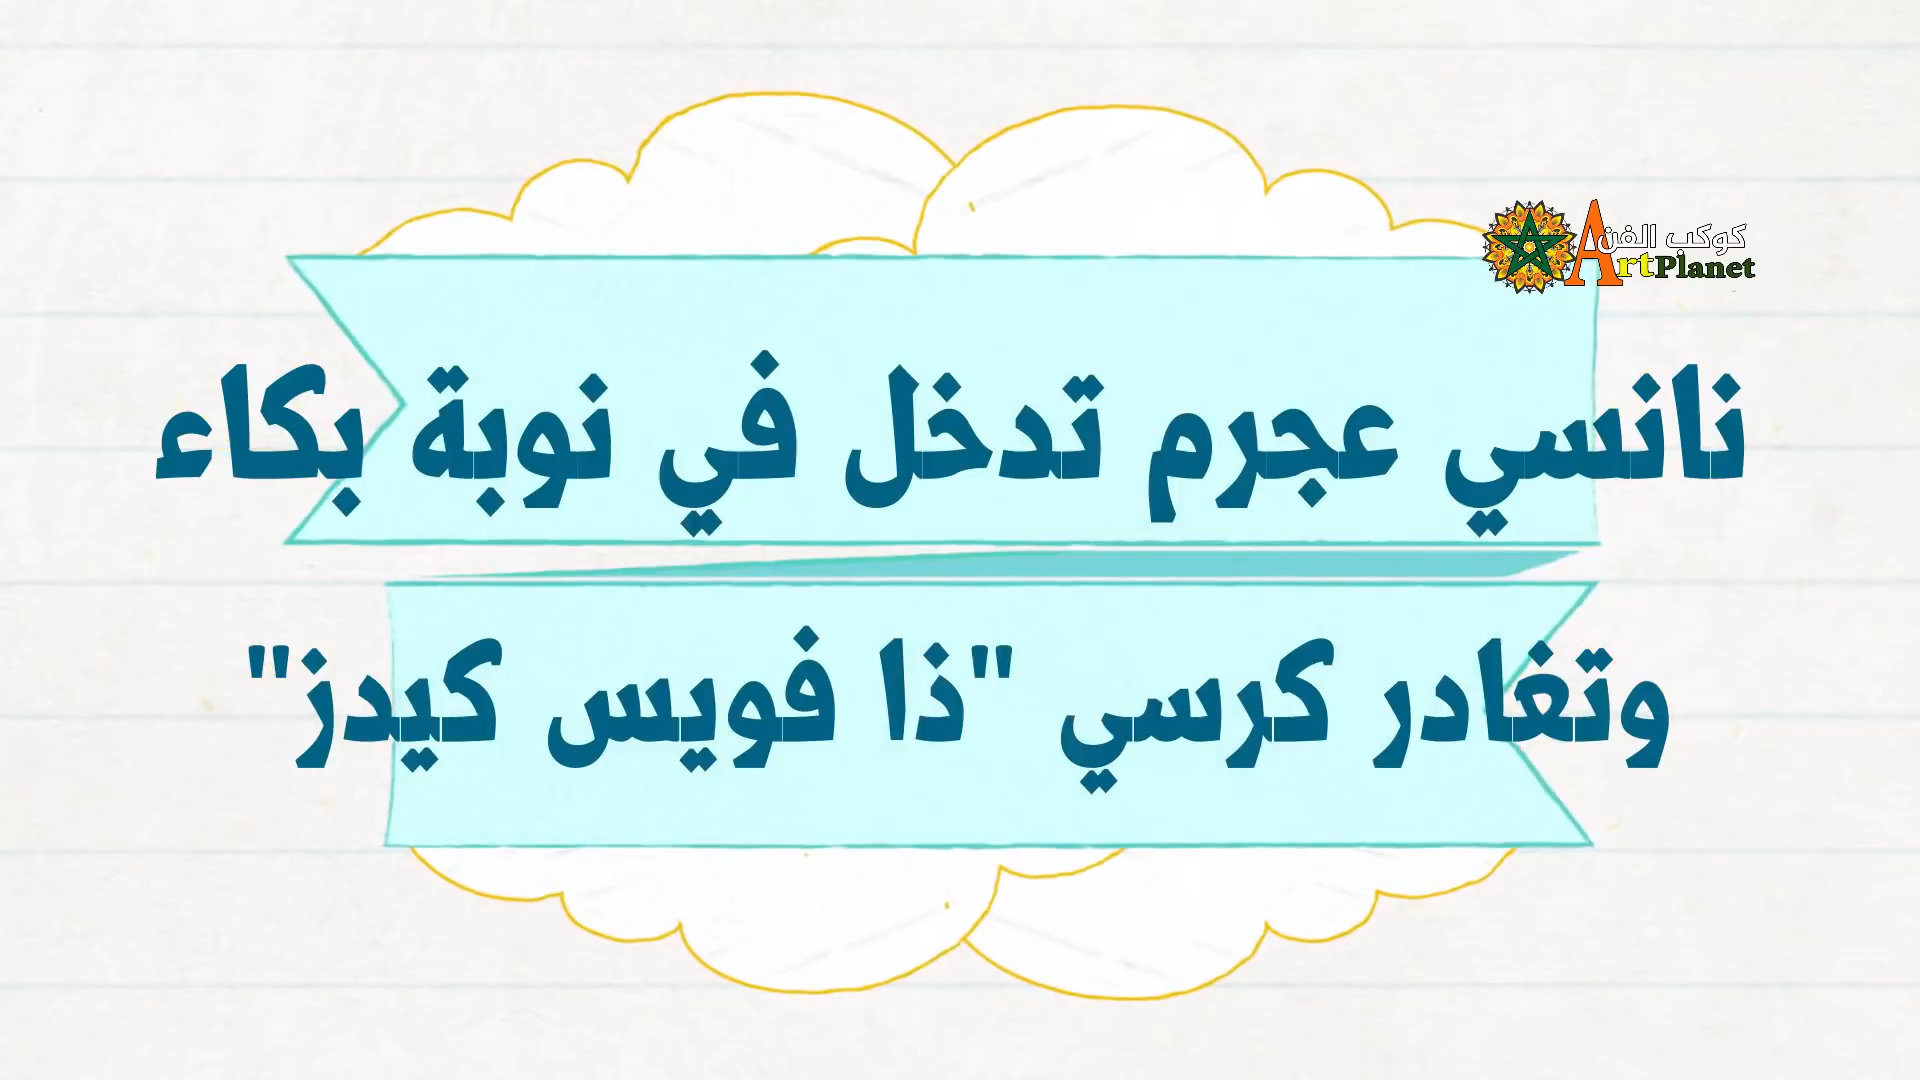 كوكب الفن
ArtPlanet
نانسي عجرم تدخل في نوبة بكاء
وتغادر كرسي "ذا فويس كيدز"